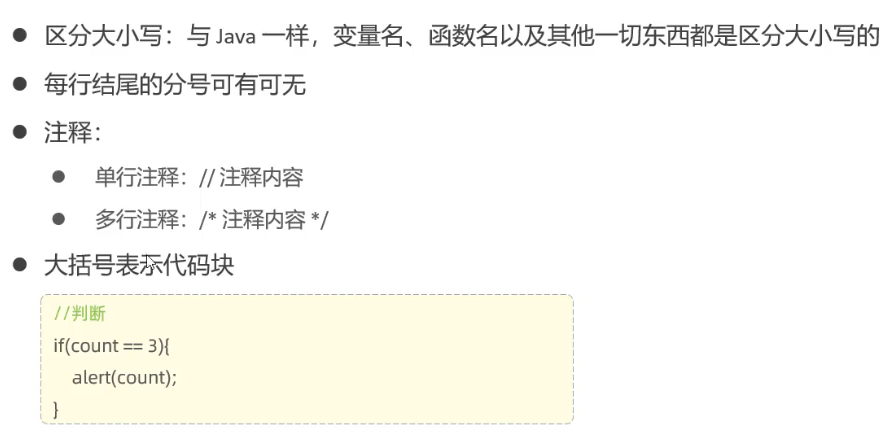 区分大小写：与 Java 一样，变量名、函数名以及其他一切东西都是区分大小写的
每行结尾的分号可有可无
注释：
单行注释：// 注释内容
多行注释：/* 注释内容 */
大括号表示代码块
//判断
if(count == 3){
alert(count);
}